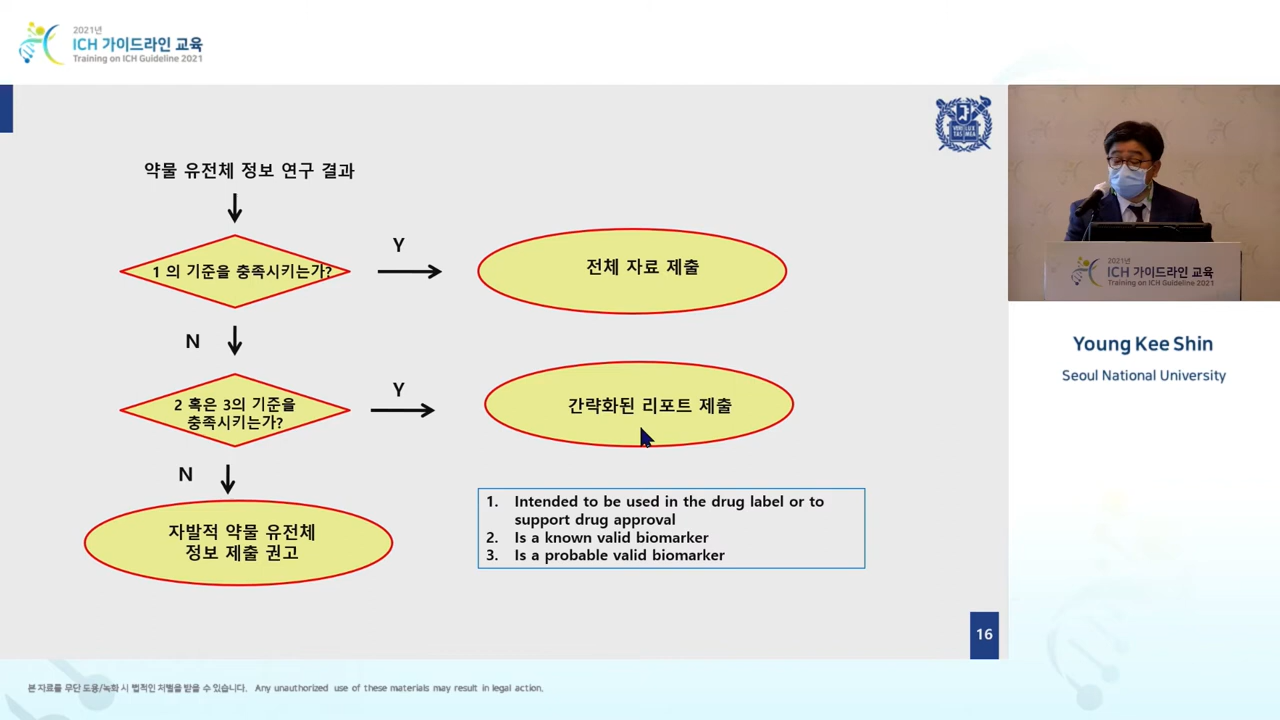 2021년
ICH 가이드라인 교육
Training on ICH Guideline 2021
약물 유전체 정보 연구 결과
1 의 기준을 충족시키는가?
Y
전체 자료 제출
N
2 혹은 3의 기준을
충족시키는가?
Y
간략화된 리포트 제출
N
자발적 약물 유전체
정보 제출 권고
1. Intended to be used in the drug label or to
support drug approval
2. Is a known valid biomarker
3. Is a probable valid biomarker
16
2021년
ICH 가이드라인 교육
Training on ICH Guideline 2021
Young Kee Shin
Seoul National University
본 자료를 무단 도용/녹화 시 법적인 처벌을 받을 수 있습니다. Any unauthorized use of these materials may result in legal action.